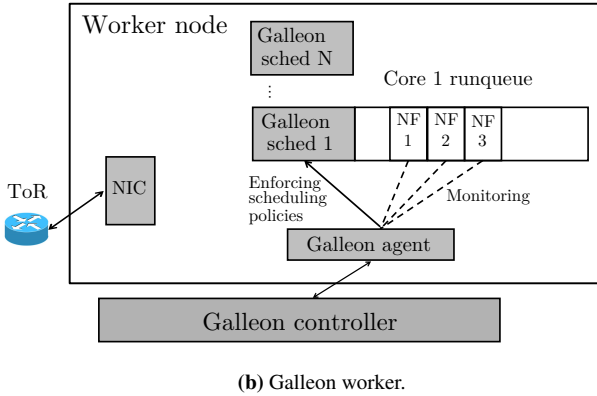 Worker node
Galleon
sched N
...
Core 1 runqueue
Galleon
sched 1
NF
1
NF
2
NF
3
NIC
ToR
Enforcing
scheduling
policies
Monitoring
Galleon agent
Galleon controller
(b) Galleon worker.